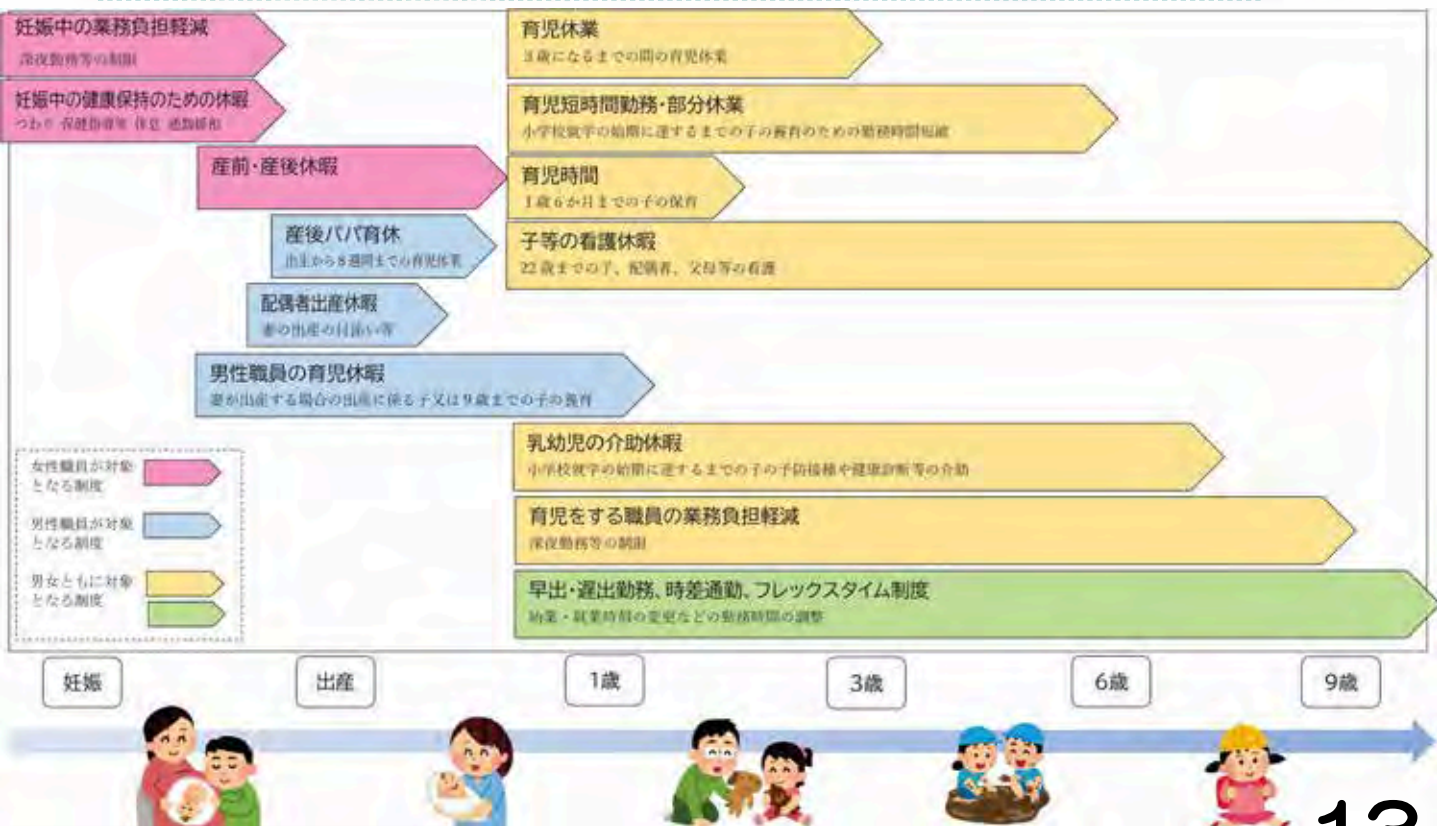 妊娠中の業務負担軽減
深夜勤務等の制限
妊娠中の健康保持のための休暇
つわり 保健指導等 休息 通勤緩和
産前・産後休暇
産後パパ育休
出生から8週間までの育児休業
配偶者出産休暇
妻の出産の付添い等
男性職員の育児休暇
妻が出産する場合の出産に係る子又は9歳までの子の養育
育児休業
3歳になるまでの間の育児休業
育児短時間勤務・部分休業
小学校就学の始期に達するまでの子の養育のための勤務時間短縮
育児時間
1歳6か月までの子の保育
子等の看護休暇
22歳までの子、配偶者、父母等の看護
乳幼児の介助休暇
小学校就学の始期に達するまでの子の予防接種や健康診断等の介助
育児をする職員の業務負担軽減
深夜勤務等の制限
早出・遅出勤務、時差通勤、フレックスタイム制度
始業・就業時間の変更などの勤務時間の調整
女性職員が対象
となる制度
男性職員が対象
となる制度
男女ともに対象
となる制度
妊娠
出産
1歳
3歳
6歳
9歳
13